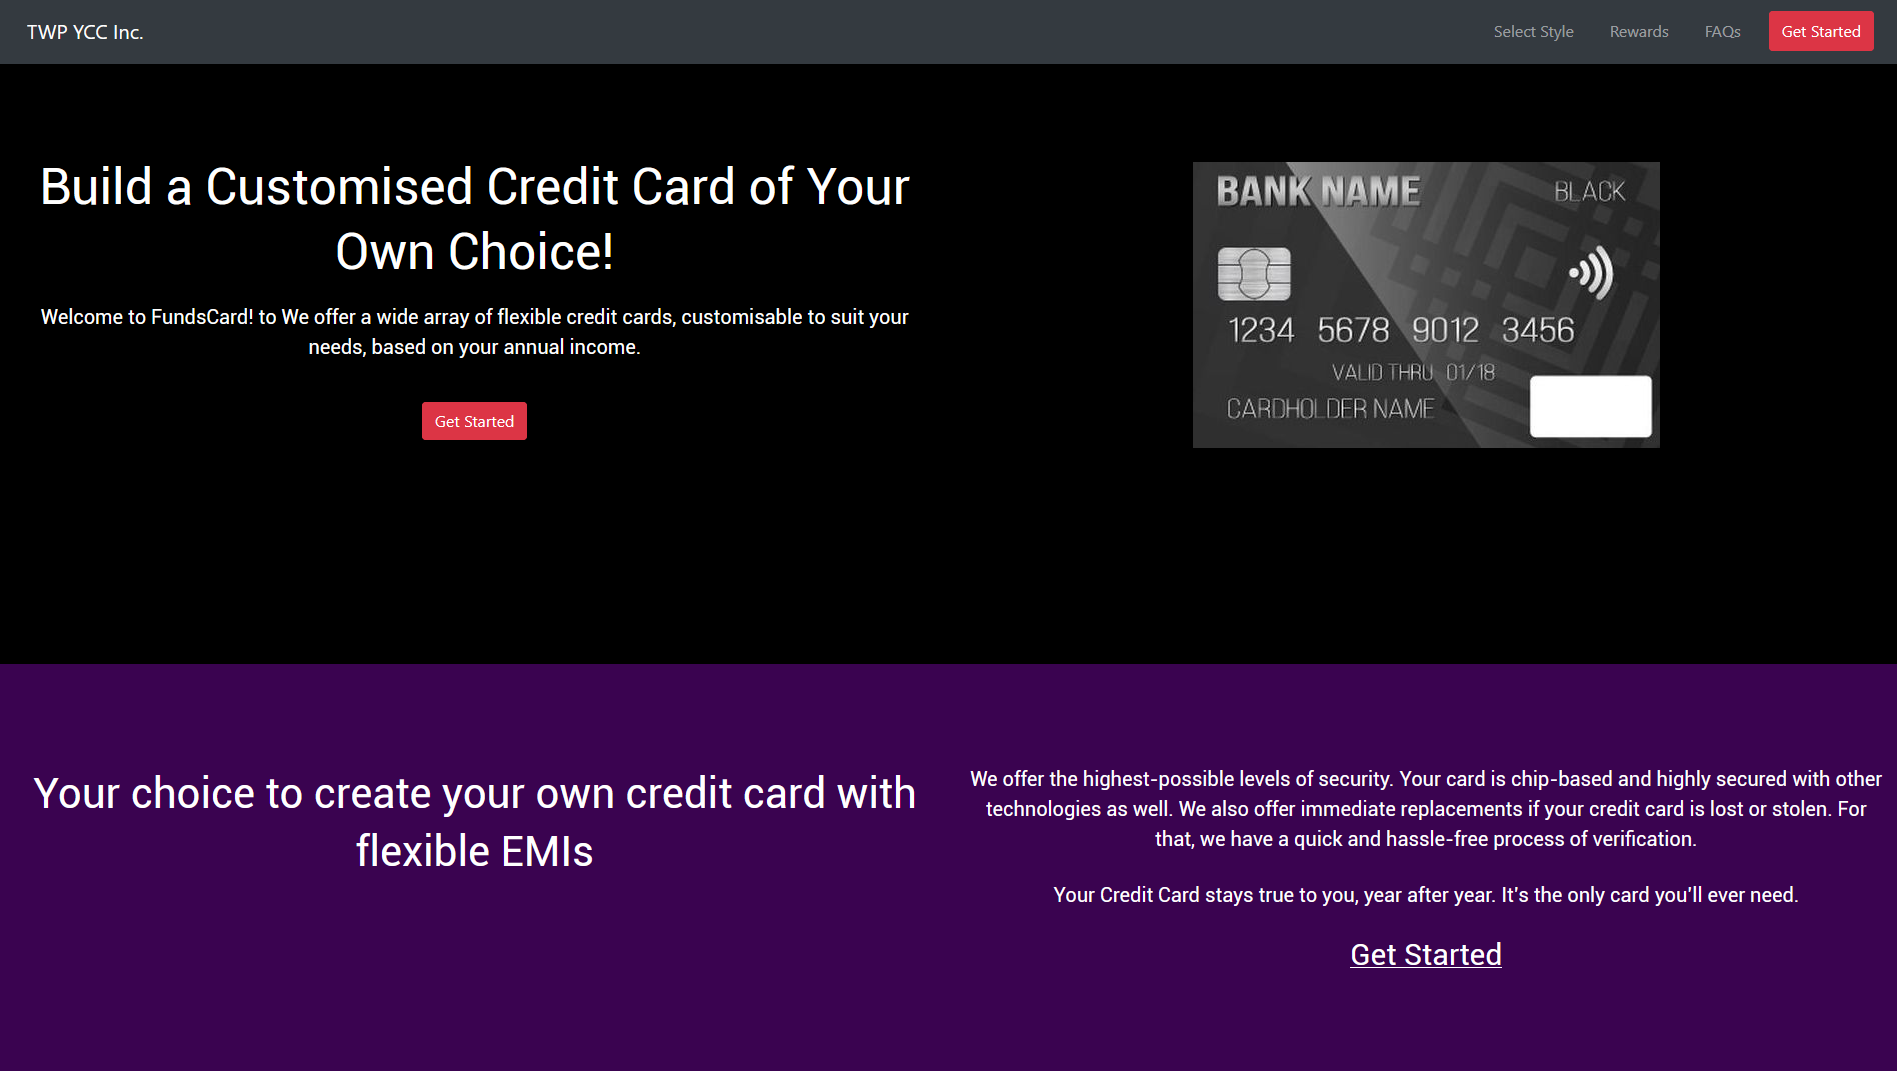 TWP YCC Inc.
Select Style
Rewards
FAQs
Get Started
Build a Customised Credit Card of Your
Own Choice!
Welcome to FundsCard! to We offer a wide array of flexible credit cards, customisable to suit your
needs, based on your annual income.
Get Started
BANK NAME
BLACK
1234 5678 9012 3456
VALID THRU 01/18
CARDHOLDER NAME
Your choice to create your own credit card with
flexible EMIs
We offer the highest-possible levels of security. Your card is chip-based and highly secured with other
technologies as well. We also offer immediate replacements if your credit card is lost or stolen. For
that, we have a quick and hassle-free process of verification.
Your Credit Card stays true to you, year after year. It's the only card you'll ever need.
Get Started